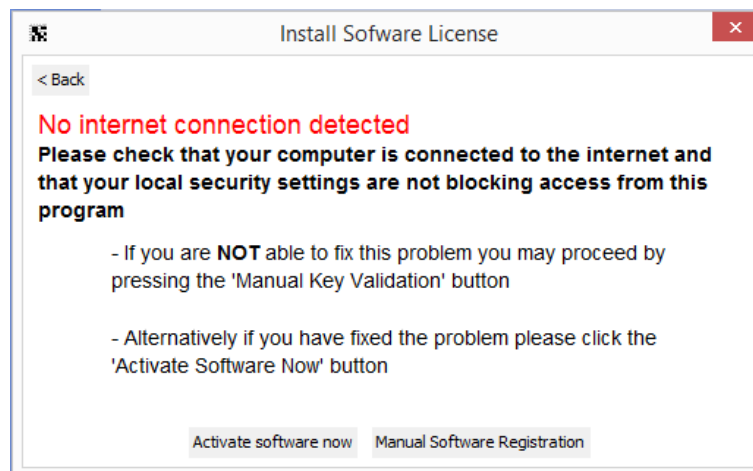 Install Sofware License
< Back
No internet connection detected
Please check that your computer is connected to the internet and
that your local security settings are not blocking access from this
program
- If you are NOT able to fix this problem you may proceed by
pressing the 'Manual Key Validation' button
- Alternatively if you have fixed the problem please click the
'Activate Software Now' button
Activate software now Manual Software Registration